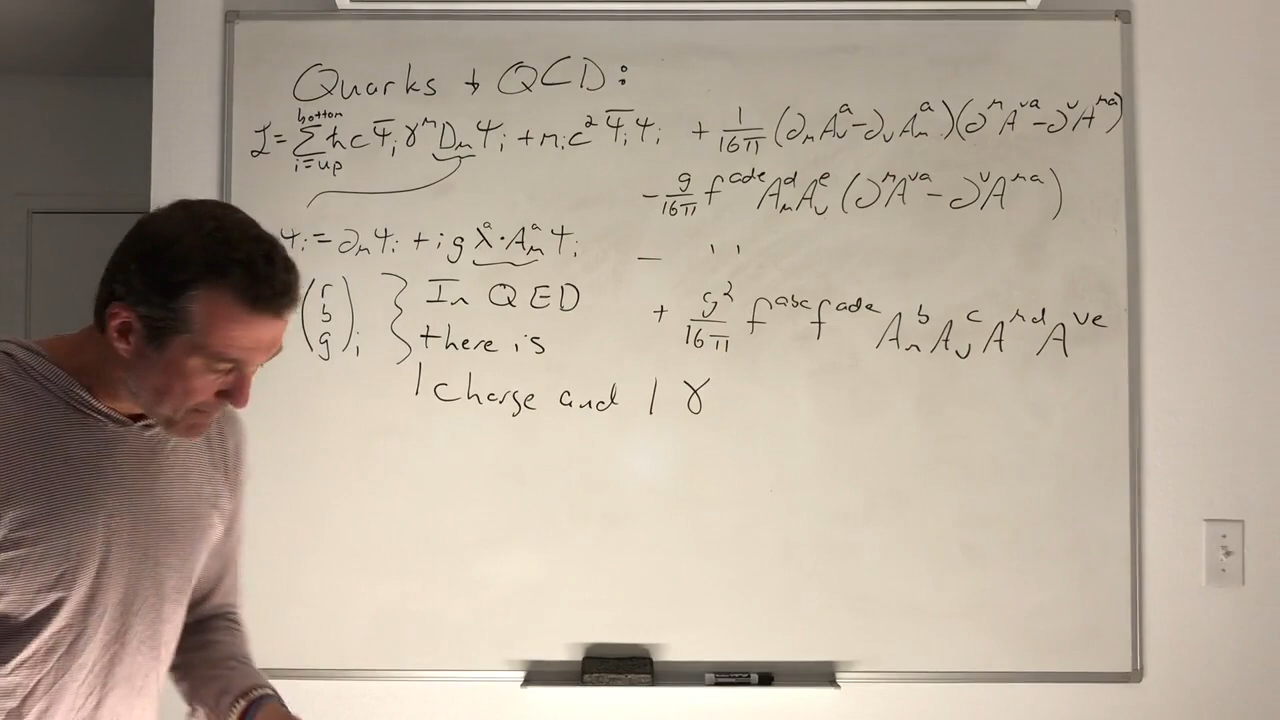 Quarks + QCD:
ℒ = ∑_{i=up}^{bottom} ħc Ψ̄_i γ^μ D_μ Ψ_i + m_i c² Ψ̄_i Ψ_i + 1/16π (∂_μ A_ν^a - ∂_ν A_μ^a)(∂^μ A^{νa} - ∂^ν A^{μa})
- g/16π f^{ade} A_μ^d A_ν^e (∂^μ A^{νa} - ∂^ν A^{μa})
Ψ_i = ∂_μ Ψ_i + ig λ^a · A_μ^a Ψ_i
- " "
(r b g)_i } In QED
there is
1 charge and 1 γ
+ g²/16π f^{abc} f^{ade} A_μ^b A_ν^c A^{μd} A^{νe}